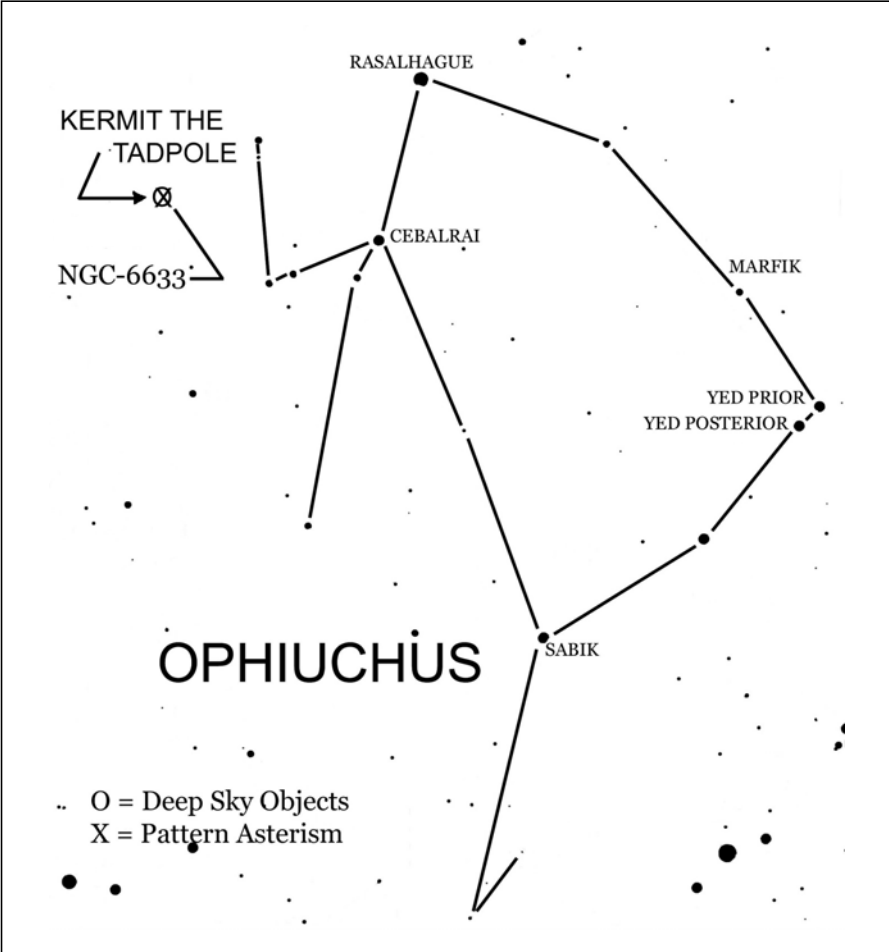 RASALHAGUE
KERMIT THE
TADPOLE
CEBALRAI
NGC-6633
MARFIK
YED PRIOR
YED POSTERIOR
SABIK
OPHIUCHUS
O = Deep Sky Objects
X = Pattern Asterism